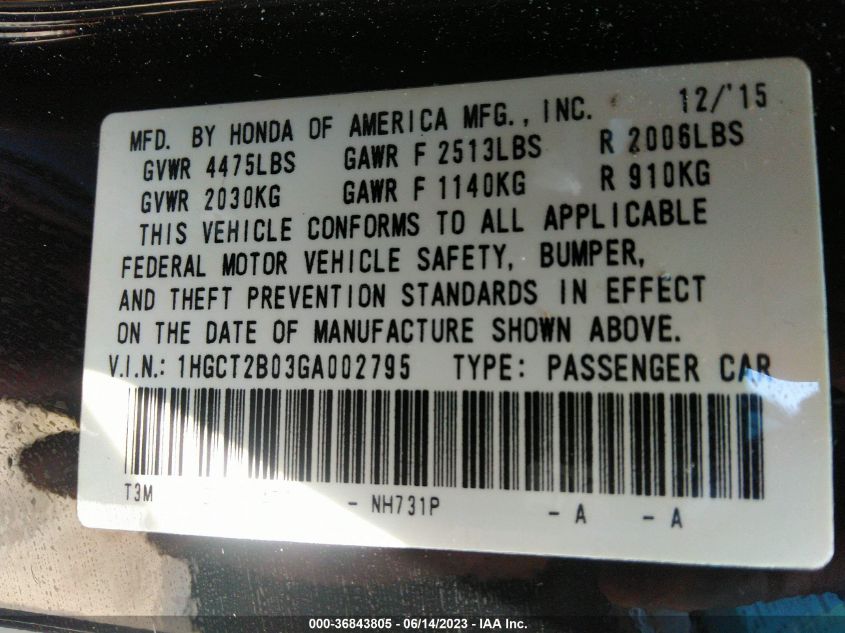 MFD. BY HONDA OF AMERICA MFG., INC. 12/'15
GVWR 4475LBS GAWR F 2513LBS R 2006LBS
GVWR 2030KG GAWR F 1140KG R 910KG
THIS VEHICLE CONFORMS TO ALL APPLICABLE
FEDERAL MOTOR VEHICLE SAFETY, BUMPER,
AND THEFT PREVENTION STANDARDS IN EFFECT
ON THE DATE OF MANUFACTURE SHOWN ABOVE.
V.I.N.: 1HGCT2B03GA002795 TYPE: PASSENGER CAR
T3M - NH731P - A - A
000-36843805 - 06/14/2023 - IAA Inc.